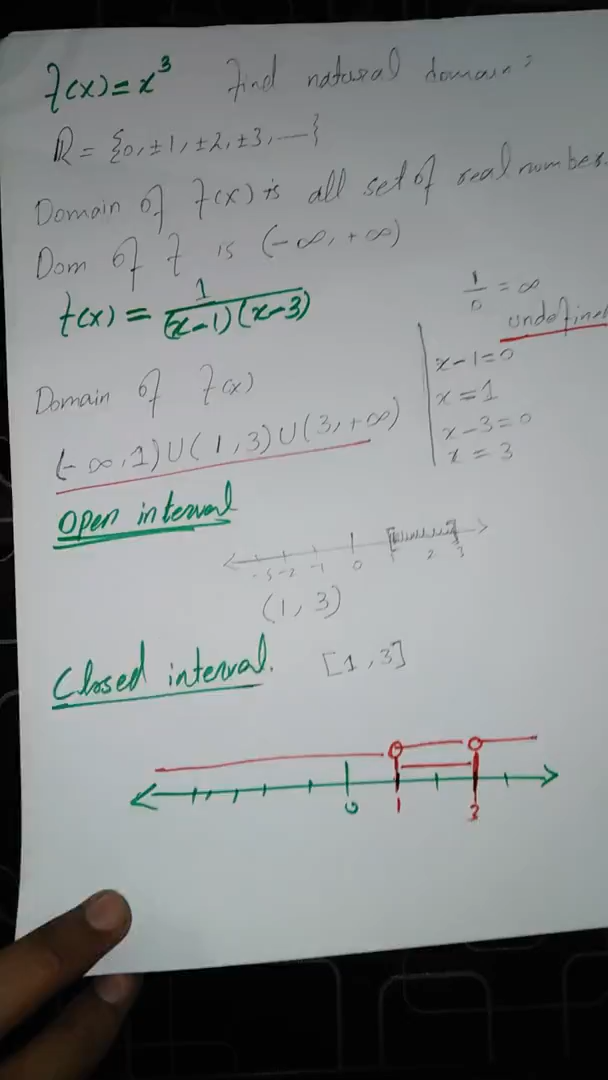 f(x)=x³ find natural domain?
R = {0, ±1, ±2, ±3, ---}
Domain of f(x) is all set of real number.
Dom of f is (-∞, +∞)
f(x) = 1/(x-1)(x-3)
1/0 = ∞
undefined
x-1=0
x=1
x-3=0
x=3
Domain of f(x)
(-∞,1)U(1,3)U(3,+∞)
Open interval
-2 -1 0 1 2 3
(1, 3)
Closed interval. [1,3]
0 1 3